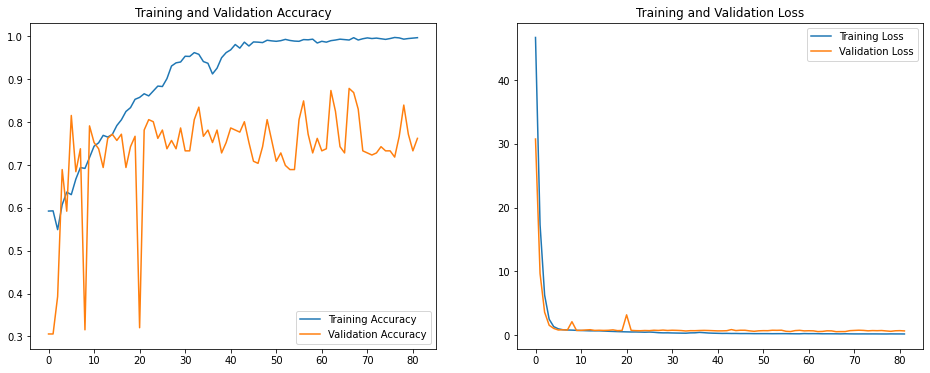 Training and Validation Accuracy
1.0
0.9
0.8
0.7
0.6
0.5
0.4
0.3
0 10 20 30 40 50 60 70 80
Training Accuracy
Validation Accuracy
Training and Validation Loss
40
30
20
10
0
0 10 20 30 40 50 60 70 80
Training Loss
Validation Loss